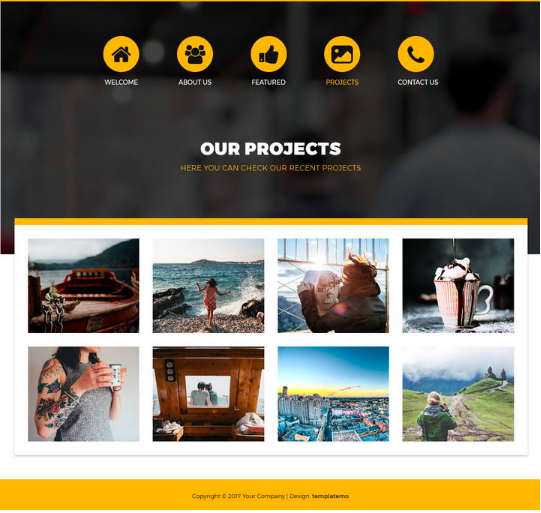 WELCOME
ABOUT US
FEATURED
PROJECTS
CONTACT US
OUR PROJECTS
HERE YOU CAN CHECK OUR RECENT PROJECTS
Copyright © 2017 Your Company | Design: templatemo